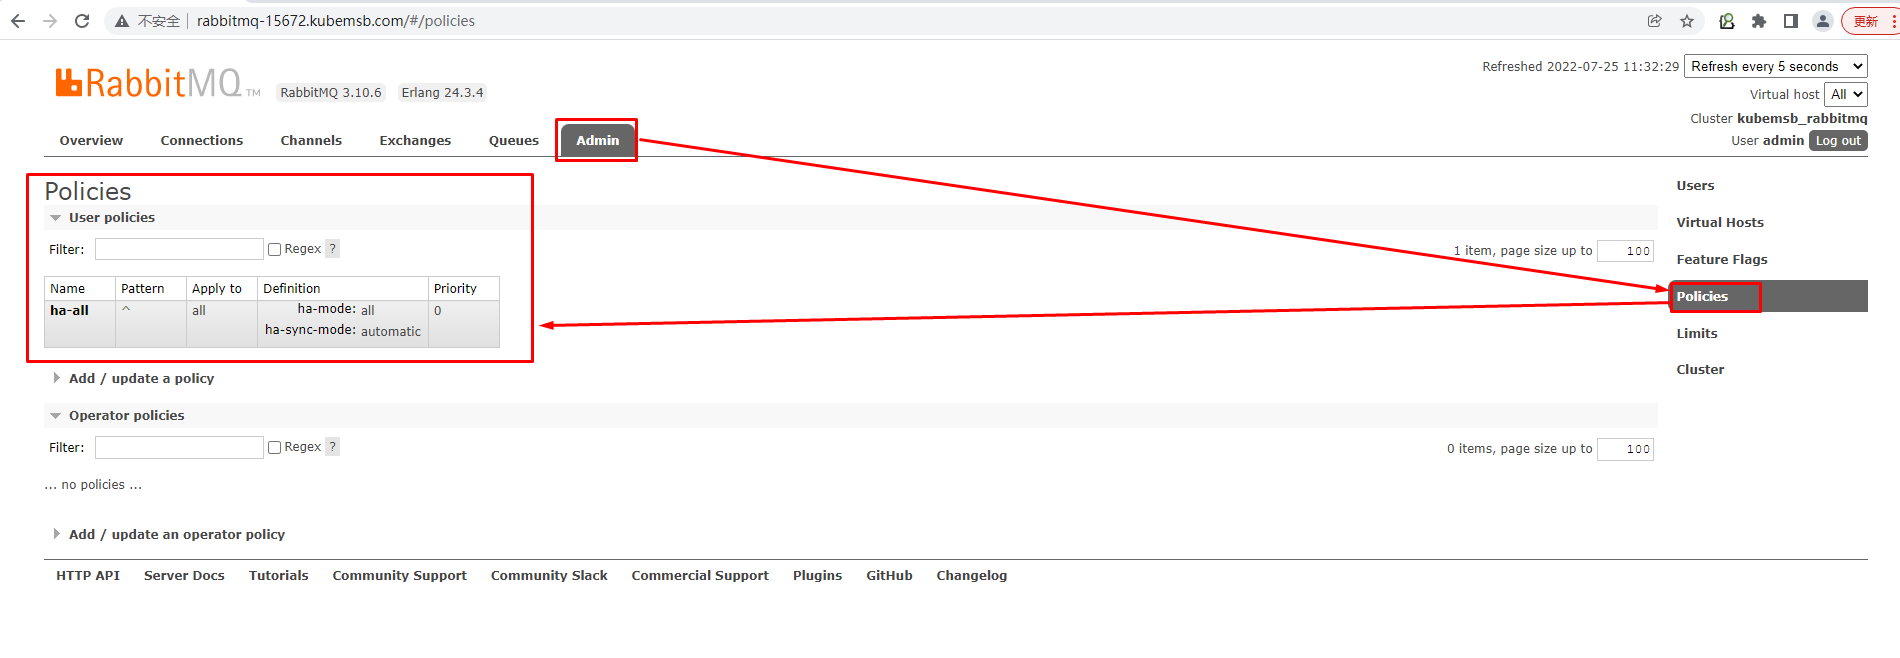 不安全 rabbitmq-15672.kubemsb.com/#/policies 更新
RabbitMQ TM RabbitMQ 3.10.6 Erlang 24.3.4
Refreshed 2022-07-25 11:32:29 Refresh every 5 seconds
Virtual host All
Cluster kubemsb_rabbitmq
User admin Log out
Overview Connections Channels Exchanges Queues Admin
Policies
User policies
Filter: Regex ? 1 item, page size up to 100
Name Pattern Apply to Definition Priority
ha-all ^ all ha-mode: all 0
ha-sync-mode: automatic
Add / update a policy
Operator policies
Filter: Regex ? 0 items, page size up to 100
... no policies ...
Add / update an operator policy
Users
Virtual Hosts
Feature Flags
Policies
Limits
Cluster
HTTP API Server Docs Tutorials Community Support Community Slack Commercial Support Plugins GitHub Changelog